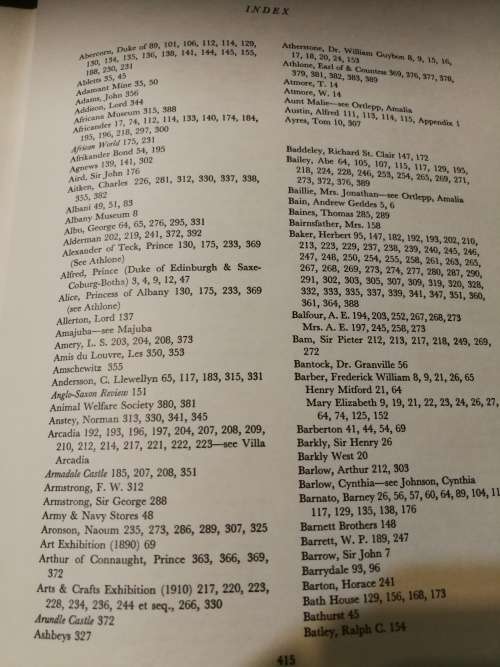 INDEX
Abercorn, Duke of 89, 101, 106, 112, 114, 129,
130, 134, 135, 136, 138, 141, 144, 145, 155,
188, 230, 231
Abletts 35, 45
Adamant Mine 35, 50
Adams, John 356
Addison, Lord 344
Africana Museum 315, 388
Africander 17, 74, 112, 114, 133, 140, 174, 184,
195, 196, 218, 297, 300
African World 175, 231
Afrikander Bond 54, 195
Agnews 139, 141, 302
Aird, Sir John 176
Aitken, Charles 226, 281, 312, 330, 337, 338,
355, 382
Albani 49, 51, 83
Albany Museum 8
Albu, George 64, 65, 276, 295, 331
Alderman 202, 219, 241, 372, 392
Alexander of Teck, Prince 130, 175, 233, 369
(See Athlone)
Alfred, Prince (Duke of Edinburgh & Saxe-
Coburg-Gotha) 3, 4, 9, 12, 47
Alice, Princess of Albany 130, 175, 233, 369
(see Athlone)
Allerton, Lord 137
Amajuba—see Majuba
Amery, L. S. 203, 204, 208, 373
Amis du Louvre, Les 350, 353
Amschewitz 355
Andersson, C. Llewellyn 65, 117, 183, 315, 331
Anglo-Saxon Review 151
Animal Welfare Society 380, 381
Anstey, Norman 313, 330, 341, 345
Arcadia 192, 193, 196, 197, 204, 207, 208, 209,
210, 212, 214, 217, 221, 222, 223—see Villa
Arcadia
Armadale Castle 185, 207, 208, 351
Armstrong, F. W. 312
Armstrong, Sir George 288
Army & Navy Stores 48
Aronson, Naoum 235, 273, 286, 289, 307, 325
Art Exhibition (1890) 69
Arthur of Connaught, Prince 363, 366, 369,
372
Arts & Crafts Exhibition (1910) 217, 220, 223,
228, 234, 236, 244 et seq., 266, 330
Arundle Castle 372
Ashbeys 327
Atherstone, Dr. William Guybon 8, 9, 15, 16,
17, 18, 20, 24, 153
Athlone, Earl of & Countess 369, 376, 377, 378,
379, 381, 382, 383, 389
Atmore, T. 14
Atmore, W. 14
Aunt Malie—see Ortlepp, Amalia
Austin, Alfred 111, 113, 114, 115, Appendix 1
Ayres, Tom 10, 307
Baddeley, Richard St. Clair 147, 172
Bailey, Abe 64, 105, 107, 115, 117, 129, 195,
218, 224, 228, 246, 253, 254, 265, 269, 271,
273, 372, 376, 389
Baillie, Mrs. Jonathan—see Ortlepp, Amalia
Bain, Andrew Geddes 5, 6
Baines, Thomas 285, 289
Bairnsfather, Mrs. 158
Baker, Herbert 95, 147, 182, 192, 193, 202, 210,
213, 223, 229, 237, 238, 239, 240, 245, 246,
247, 248, 250, 254, 255, 258, 261, 263, 265,
267, 268, 269, 273, 274, 277, 280, 287, 290,
291, 302, 303, 305, 307, 309, 319, 320, 328,
332, 333, 335, 337, 339, 341, 347, 351, 360,
361, 364, 388
Balfour, A. E. 194, 203, 252, 267, 268, 273
Mrs. A. E. 197, 245, 258, 273
Bam, Sir Pieter 212, 213, 217, 218, 249, 269,
272
Bantock, Dr. Granville 56
Barber, Frederick William 8, 9, 21, 26, 65
Henry Mitford 21, 64
Mary Elizabeth 9, 19, 21, 22, 23, 24, 26, 27,
64, 74, 125, 152
Barberton 41, 44, 54, 69
Barkly, Sir Henry 26
Barkly West 20
Barlow, Arthur 212, 303
Barlow, Cynthia—see Johnson, Cynthia
Barnato, Barney 26, 56, 57, 60, 64, 89, 104, 11
117, 129, 135, 138, 176
Barnett Brothers 148
Barrett, W. P. 189, 247
Barrow, Sir John 7
Barrydale 93, 96
Barton, Horace 241
Bath House 129, 156, 168, 173
Bathurst 45
Batley, Ralph C. 154
415